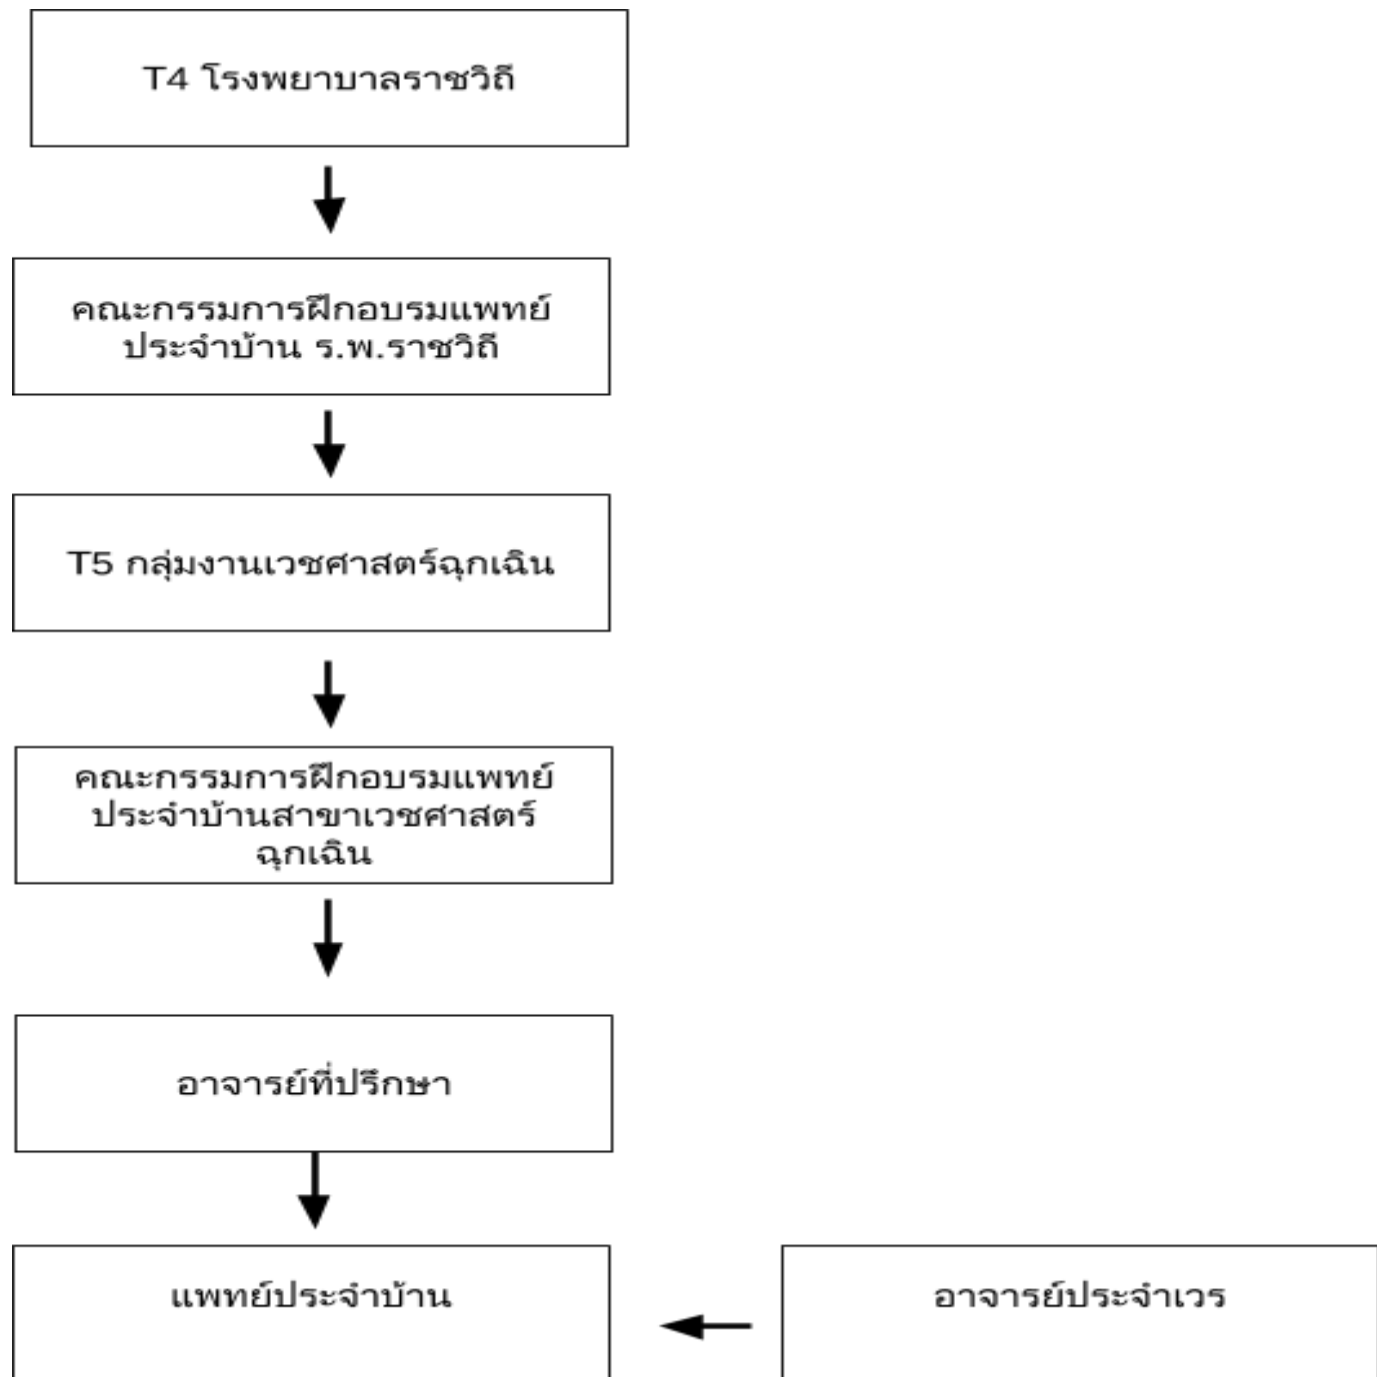 T4 โรงพยาบาลราชวิถี
คณะกรรมการฝึกอบรมแพทย์
ประจำบ้าน ร.พ.ราชวิถี
T5 กลุ่มงานเวชศาสตร์ฉุกเฉิน
คณะกรรมการฝึกอบรมแพทย์
ประจำบ้านสาขาเวชศาสตร์
ฉุกเฉิน
อาจารย์ที่ปรึกษา
แพทย์ประจำบ้าน
อาจารย์ประจำเวร